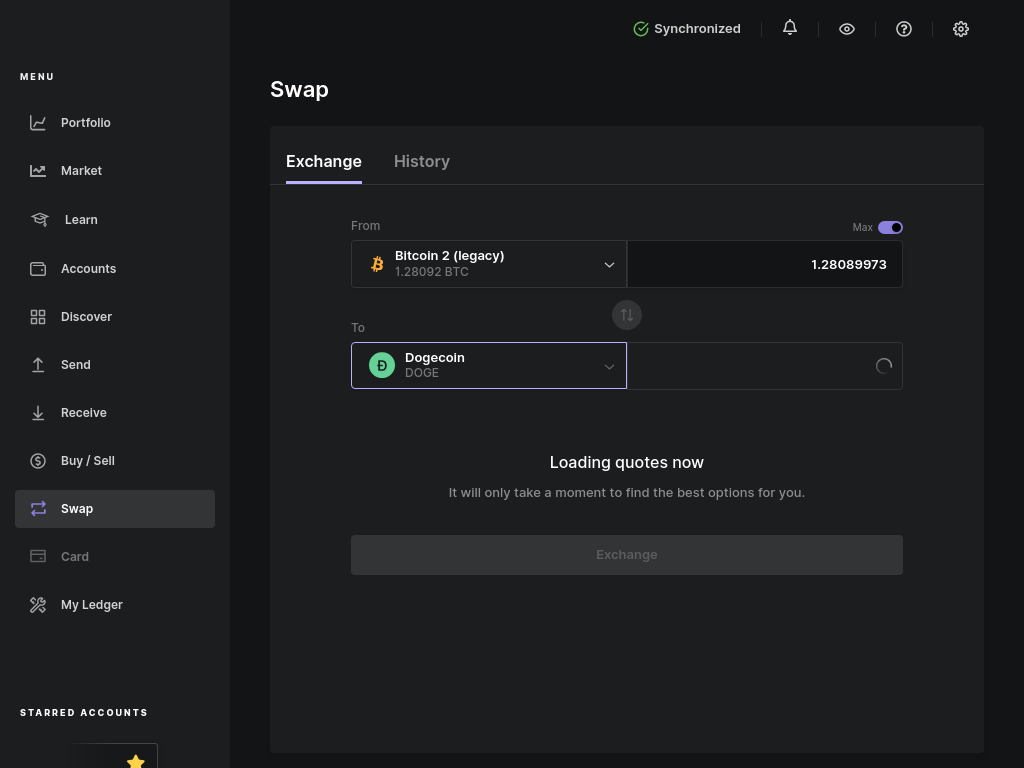 Synchronized
MENU
Swap
Portfolio
Exchange
History
Market
Learn
From
Max
Bitcoin 2 (legacy)
1.28092 BTC
1.28089973
Accounts
Discover
To
Dogecoin
DOGE
Send
Receive
Buy / Sell
Loading quotes now
It will only take a moment to find the best options for you.
Swap
Exchange
Card
My Ledger
STARRED ACCOUNTS